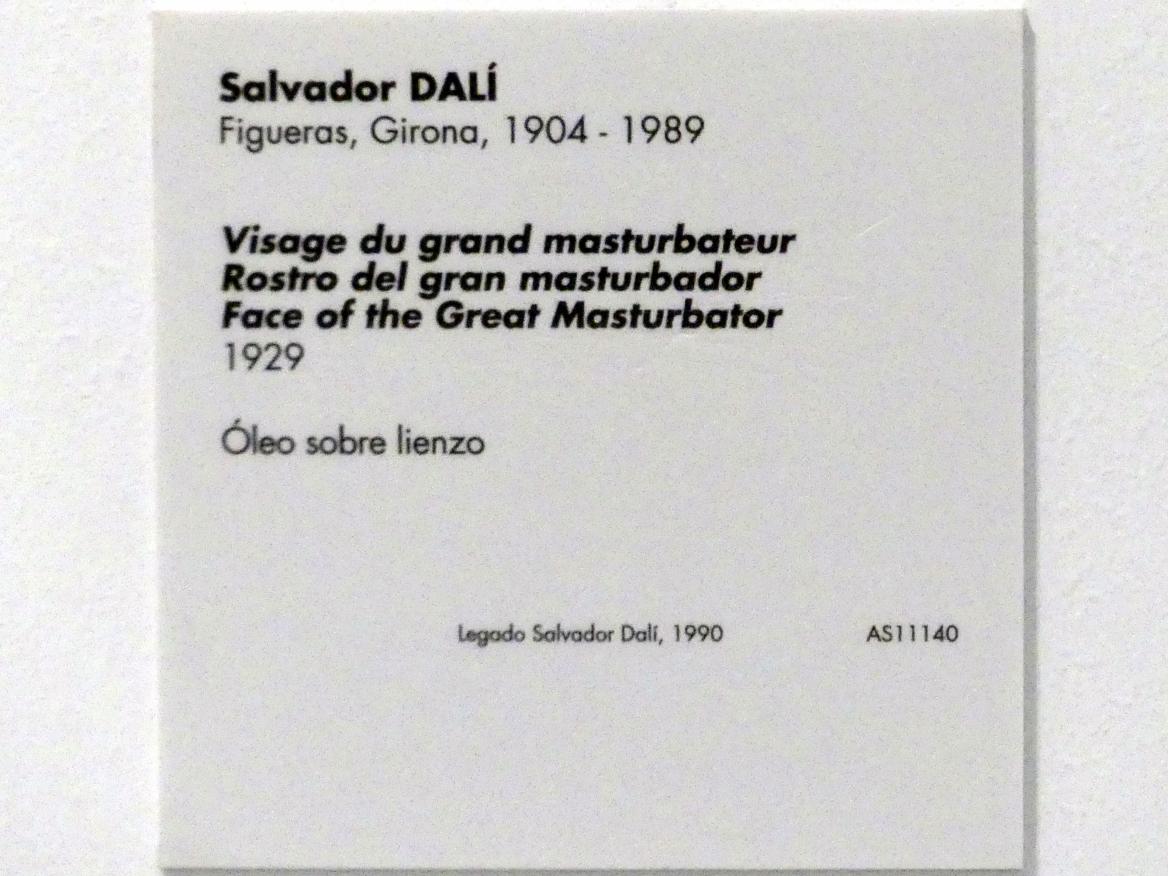 Salvador DALÍ
Figueras, Girona, 1904 - 1989
Visage du grand masturbateur
Rostro del gran masturbador
Face of the Great Masturbator
1929
Óleo sobre lienzo
Legado Salvador Dalí, 1990 AS11140